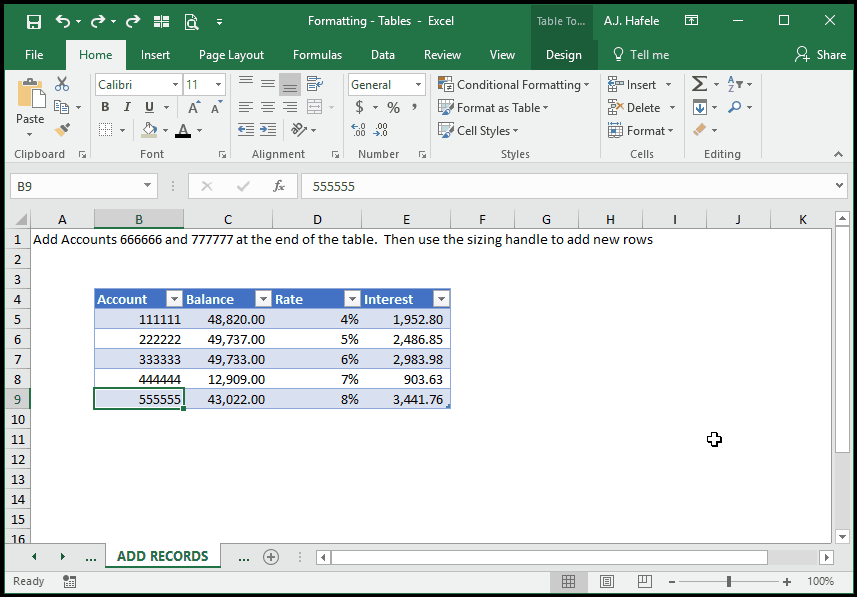 Formatting - Tables - Excel
Table To...
A.J. Hafele
File Home Insert Page Layout Formulas Data Review View Design Tell me Share
Calibri 11 General Conditional Formatting Insert
Paste B I U A A $ % , Format as Table Delete
A Cell Styles Format
Clipboard Font Alignment Number Styles Cells Editing
B9 fx 555555
A B C D E F G H I J K
1 Add Accounts 666666 and 777777 at the end of the table. Then use the sizing handle to add new rows
2
3
4 Account Balance Rate Interest
5 111111 48,820.00 4% 1,952.80
6 222222 49,737.00 5% 2,486.85
7 333333 49,733.00 6% 2,983.98
8 444444 12,909.00 7% 903.63
9 555555 43,022.00 8% 3,441.76
10
11
12
13
14
15
16
... ADD RECORDS ...
Ready 100%